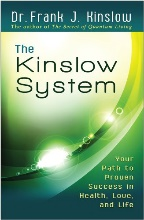 Dr. Frank J. Kinslow
The author of The Secret of Quantum Living
The
Kinslow
System
Your
Path to
Proven
Success in
Health, Love,
and Life